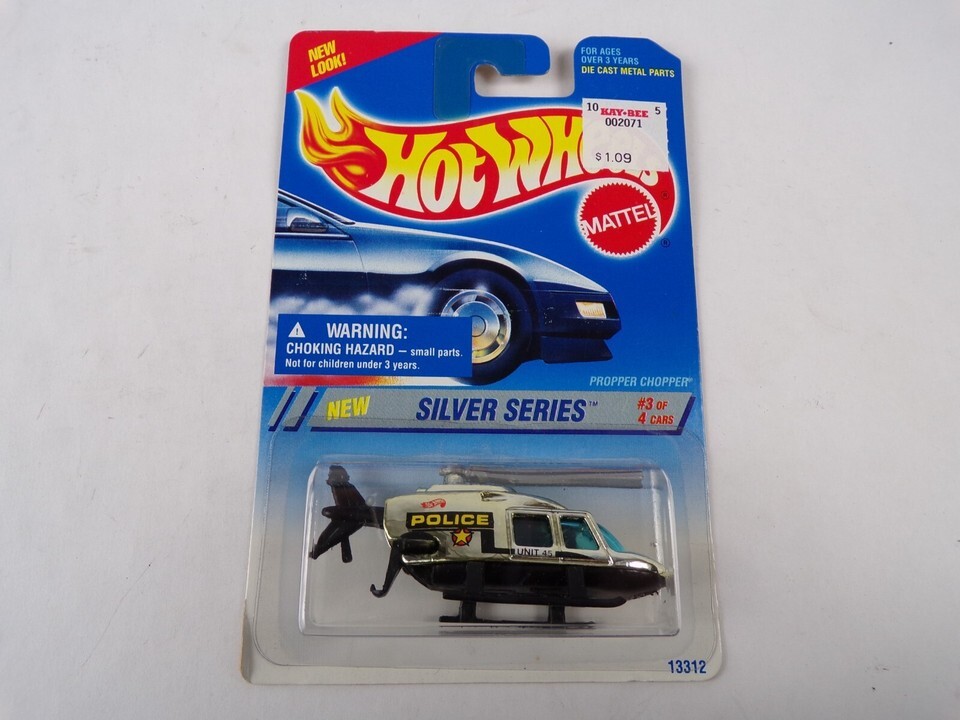 NEW
LOOK!
FOR AGES
OVER 3 YEARS
DIE CAST METAL PARTS
10 KAY·BEE 5
002071
$1.09
HOT WH
MATTEL
®
®
⚠ WARNING:
CHOKING HAZARD — small parts.
Not for children under 3 years.
PROPPER CHOPPER®
NEW SILVER SERIES™ #3 OF
4 CARS
POLICE
UNIT 45
13312